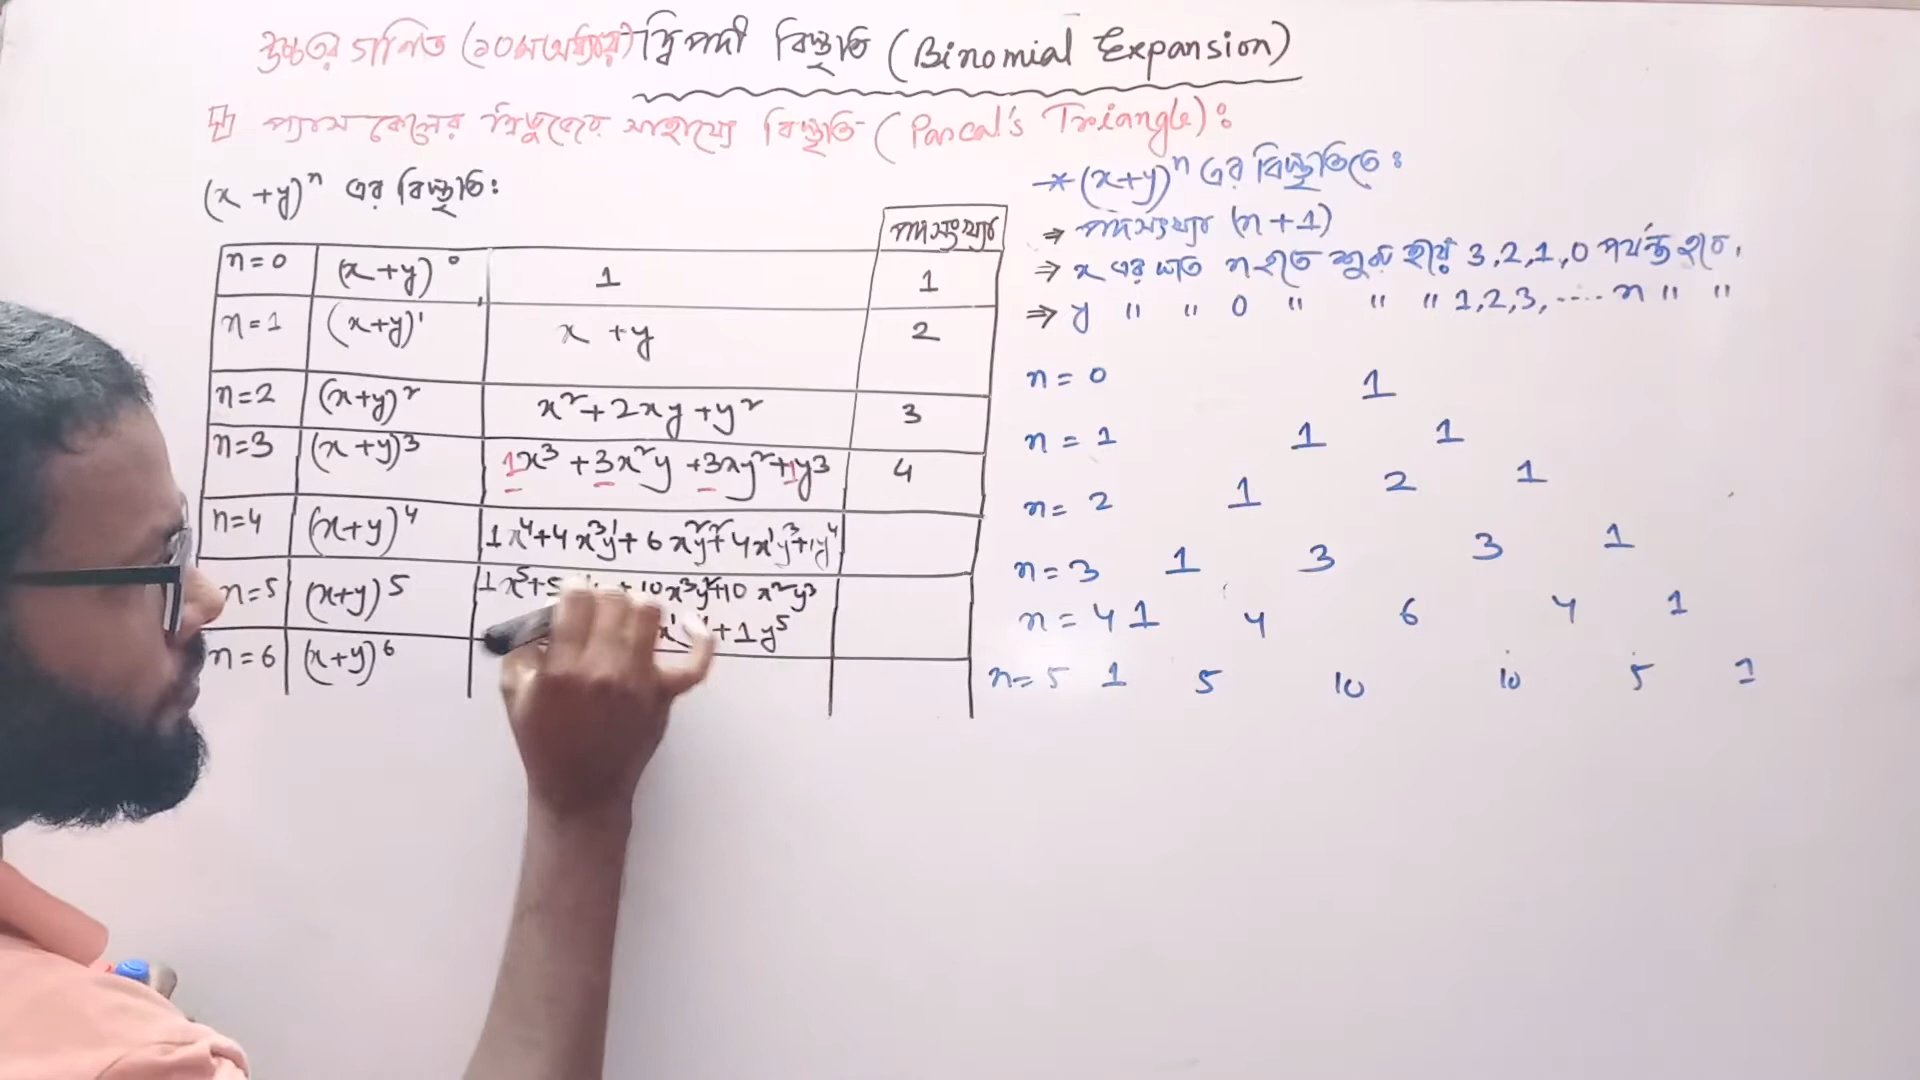 উচ্চতর গণিত (১০ম অধ্যায়) দ্বিপদী বিস্তৃতি (Binomial Expansion)
প্যাসকেলের ত্রিভুজের সাহায্যে বিস্তৃতি (Pascal's Triangle) :
(x + y)ⁿ এর বিস্তৃতি:
পদসংখ্যা
n = 0 (x+y)⁰ 1 1
n = 1 (x+y)¹ x + y 2
n = 2 (x+y)² x² + 2xy + y² 3
n = 3 (x+y)³ 1x³ + 3x²y + 3xy² + 1y³ 4
n = 4 (x+y)⁴ 1x⁴ + 4x³y¹ + 6x²y² + 4x¹y³ + 1y⁴
n = 5 (x+y)⁵ 1x⁵ + 5 + 10x³y² + 10x²y³
+ 1y⁵
n = 6 (x+y)⁶
* (x+y)ⁿ এর বিস্তৃতিতে :
⇒ পদসংখ্যা (n + 1)
⇒ x এর ঘাত n হতে শুরু হয়ে 3,2,1,0 পর্যন্ত হবে,
⇒ y " " 0 " " " 1,2,3,..... n " "
n = 0 1
n = 1 1 1
n = 2 1 2 1
n = 3 1 3 3 1
n = 4 1 4 6 4 1
n = 5 1 5 10 10 5 1